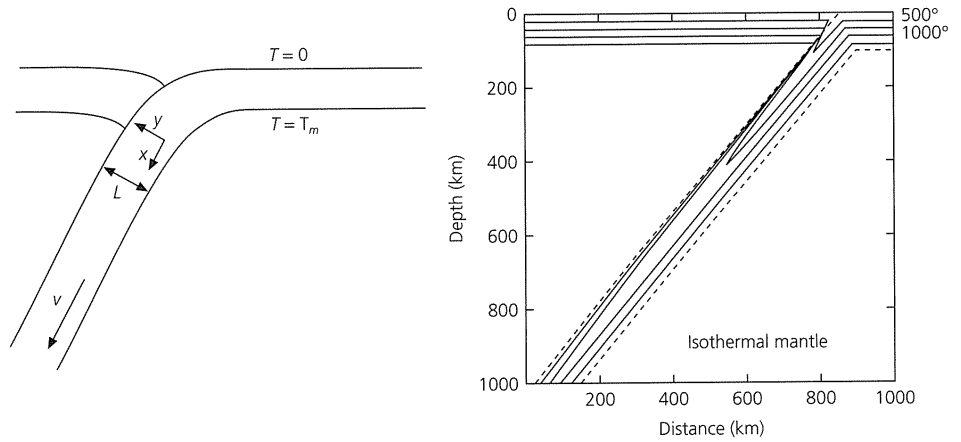 T = 0
T = Tm
y
x
L
v
0
200
400
600
800
1000
Depth (km)
500°
1000°
Isothermal mantle
200
400
600
800
1000
Distance (km)